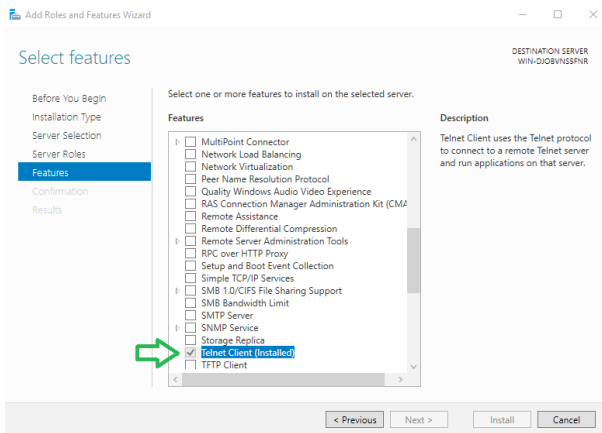 Add Roles and Features Wizard
Select features
DESTINATION SERVER
WIN-DJOBVNS5FNR
Before You Begin
Installation Type
Server Selection
Server Roles
Features
Confirmation
Results
Select one or more features to install on the selected server.
Features
MultiPoint Connector
Network Load Balancing
Network Virtualization
Peer Name Resolution Protocol
Quality Windows Audio Video Experience
RAS Connection Manager Administration Kit (CMA
Remote Assistance
Remote Differential Compression
Remote Server Administration Tools
RPC over HTTP Proxy
Setup and Boot Event Collection
Simple TCP/IP Services
SMB 1.0/CIFS File Sharing Support
SMB Bandwidth Limit
SMTP Server
SNMP Service
Storage Replica
Telnet Client (Installed)
TFTP Client
Description
Telnet Client uses the Telnet protocol
to connect to a remote Telnet server
and run applications on that server.
< Previous
Next >
Install
Cancel